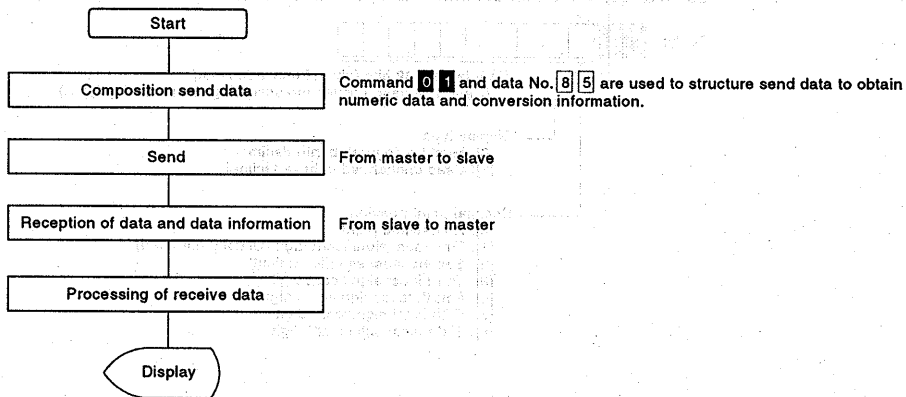 Start
Composition send data
Command 0 1 and data No. 8 5 are used to structure send data to obtain
numeric data and conversion information.
Send
From master to slave
Reception of data and data information
From slave to master
Processing of receive data
Display